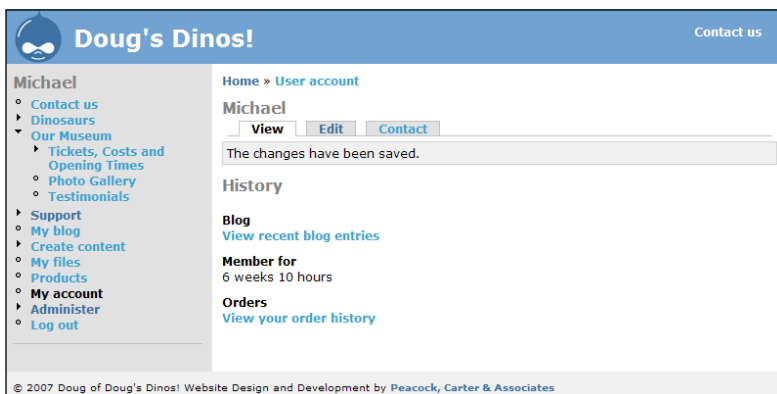 Doug's Dinos!
Contact us
Michael
Contact us
Dinosaurs
Our Museum
Tickets, Costs and
Opening Times
Photo Gallery
Testimonials
Support
My blog
Create content
My files
Products
My account
Administer
Log out
Home » User account
Michael
View Edit Contact
The changes have been saved.
History
Blog
View recent blog entries
Member for
6 weeks 10 hours
Orders
View your order history
© 2007 Doug of Doug's Dinos! Website Design and Development by Peacock, Carter & Associates